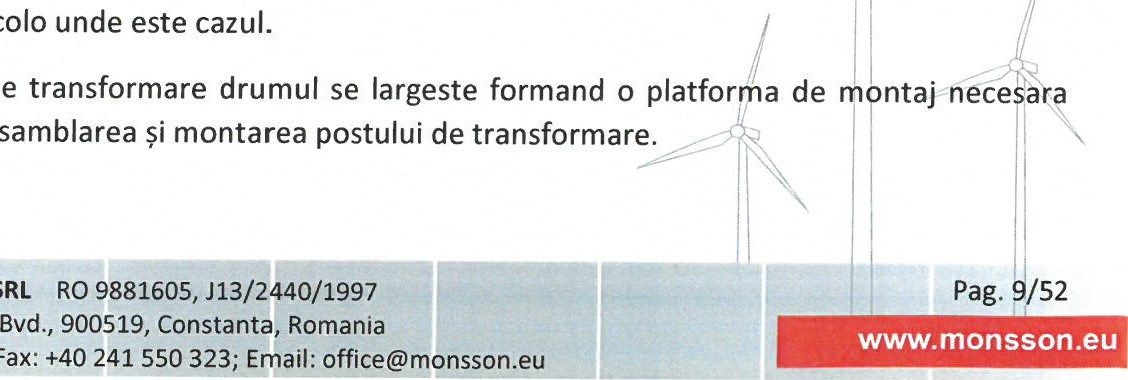 colo unde este cazul.
e transformare drumul se largeste formand o platforma de montaj necesara
samblarea și montarea postului de transformare.
SRL RO 9881605, J13/2440/1997
Pag. 9/52
Bvd., 900519, Constanta, Romania
www.monsson.eu
Fax: +40 241 550 323; Email: office@monsson.eu